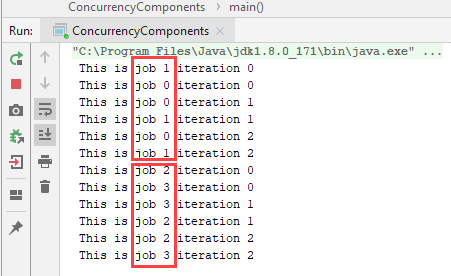 ConcurrencyComponents › main()
Run: ConcurrencyComponents ×
"C:\Program Files\Java\jdk1.8.0_171\bin\java.exe" ...
This is job 1 iteration 0
This is job 0 iteration 0
This is job 0 iteration 1
This is job 1 iteration 1
This is job 0 iteration 2
This is job 1 iteration 2
This is job 2 iteration 0
This is job 3 iteration 0
This is job 3 iteration 1
This is job 2 iteration 1
This is job 2 iteration 2
This is job 3 iteration 2